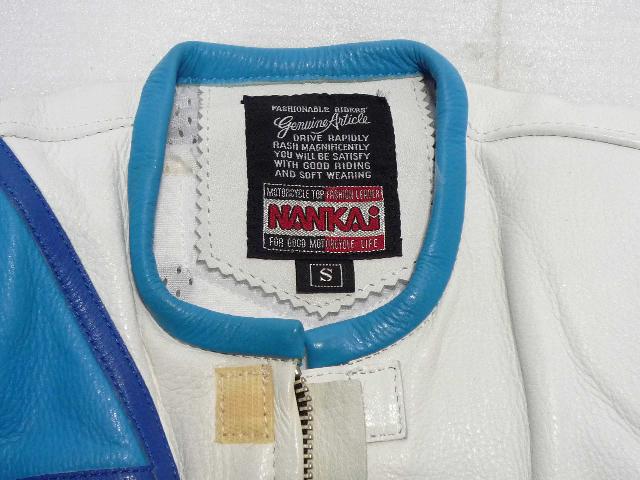 FASHIONABLE RIDERS'
Genuine Article
DRIVE RAPIDLY
RASH MAGNIFICENTLY
YOU WILL BE SATISFY
WITH GOOD RIDING
AND SOFT WEARING
MOTORCYCLE TOP FASHION LEADER
NANKAi
FOR GOOD MOTORCYCLE LIFE
S